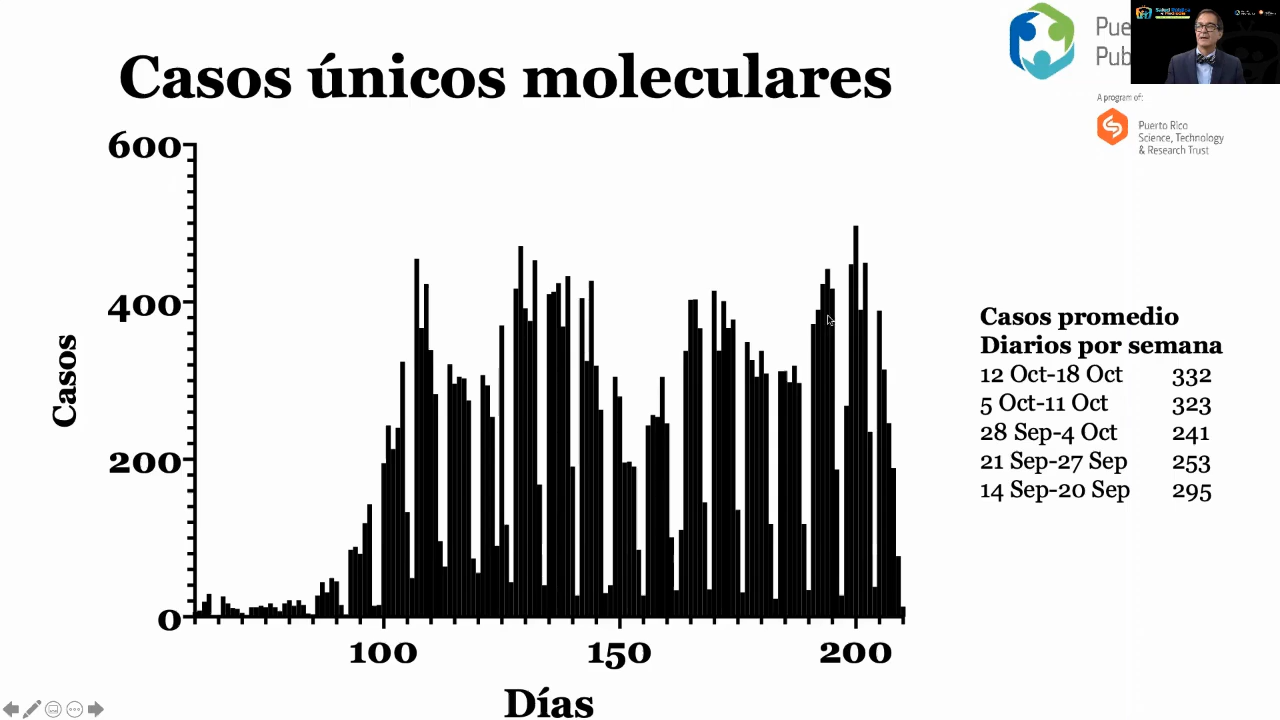 Casos únicos moleculares
A program of:
Puerto Rico
Science, Technology
& Research Trust
600
400
200
0
Casos
100
150
200
Días
Casos promedio
Diarios por semana
12 Oct-18 Oct 332
5 Oct-11 Oct 323
28 Sep-4 Oct 241
21 Sep-27 Sep 253
14 Sep-20 Sep 295